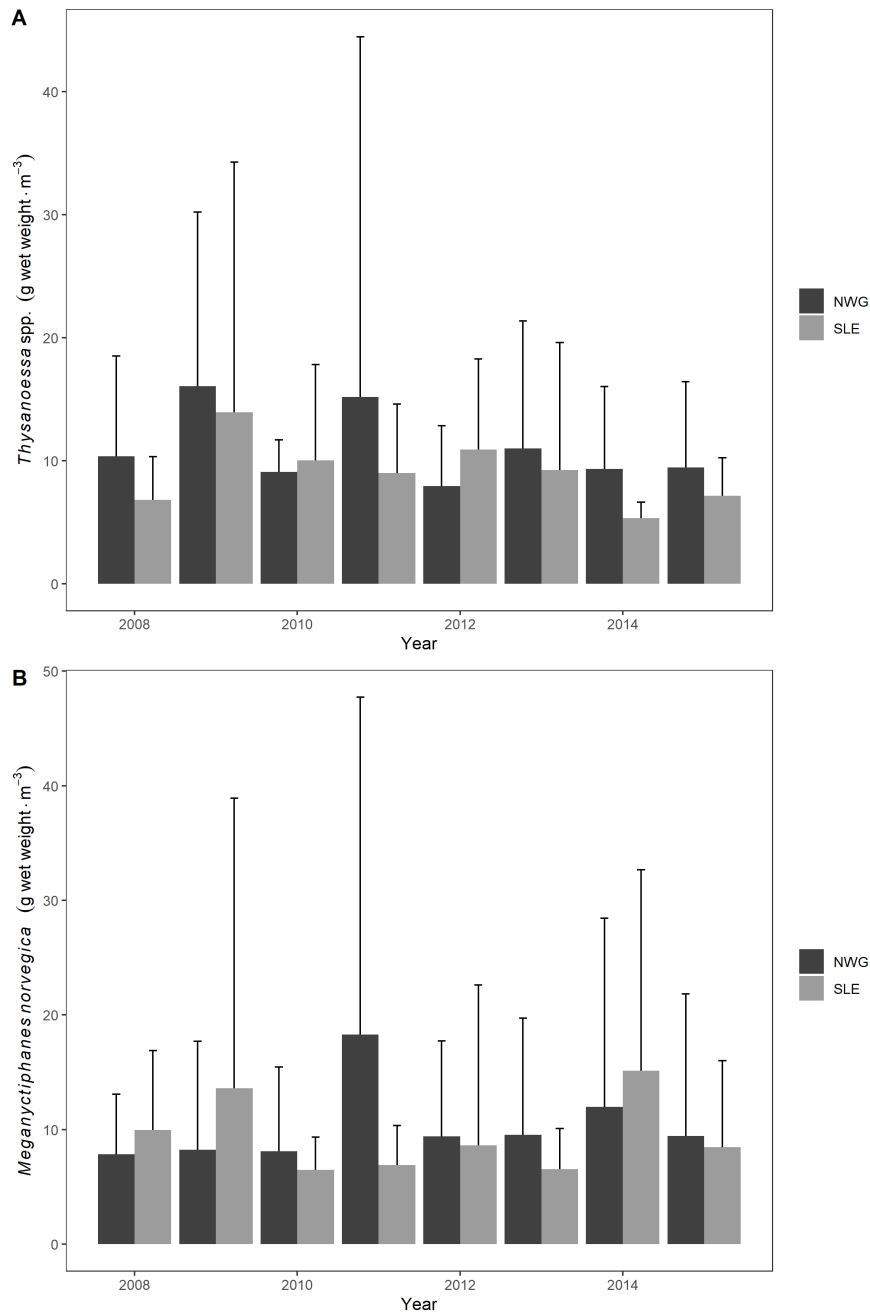 A
Thysanoessa spp. (g wet weight · m⁻³)
40
30
20
10
0
2008 2010 2012 2014
Year
NWG
SLE
B
Meganyctiphanes norvegica (g wet weight · m⁻³)
50
40
30
20
10
0
2008 2010 2012 2014
Year
NWG
SLE